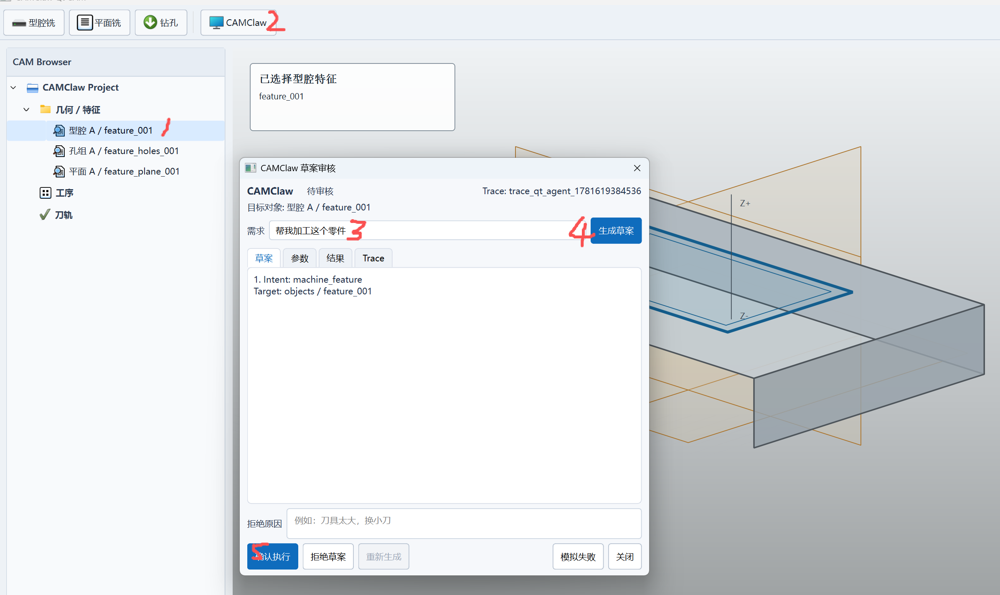 型腔铣
平面铣
钻孔
CAMClaw
2
CAM Browser
CAMClaw Project
几何 / 特征
型腔 A / feature_001
1
孔组 A / feature_holes_001
平面 A / feature_plane_001
工序
刀轨
已选择型腔特征
feature_001
Z+
Z-
CAMClaw 草案审核
CAMClaw 待审核
Trace: trace_qt_agent_1781619384536
目标对象: 型腔 A / feature_001
需求
帮我加工这个零件
3
4
生成草案
草案
参数
结果
Trace
1. Intent: machine_feature
Target: objects / feature_001
拒绝原因
例如：刀具太大，换小刀
5
确认执行
拒绝草案
重新生成
模拟失败
关闭